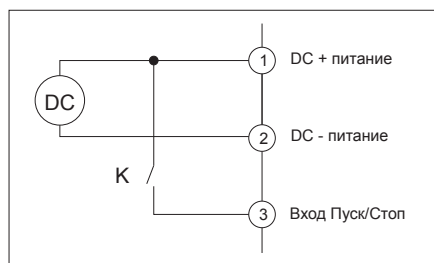 1 DC + питание
DC
2 DC - питание
K
3 Вход Пуск/Стоп